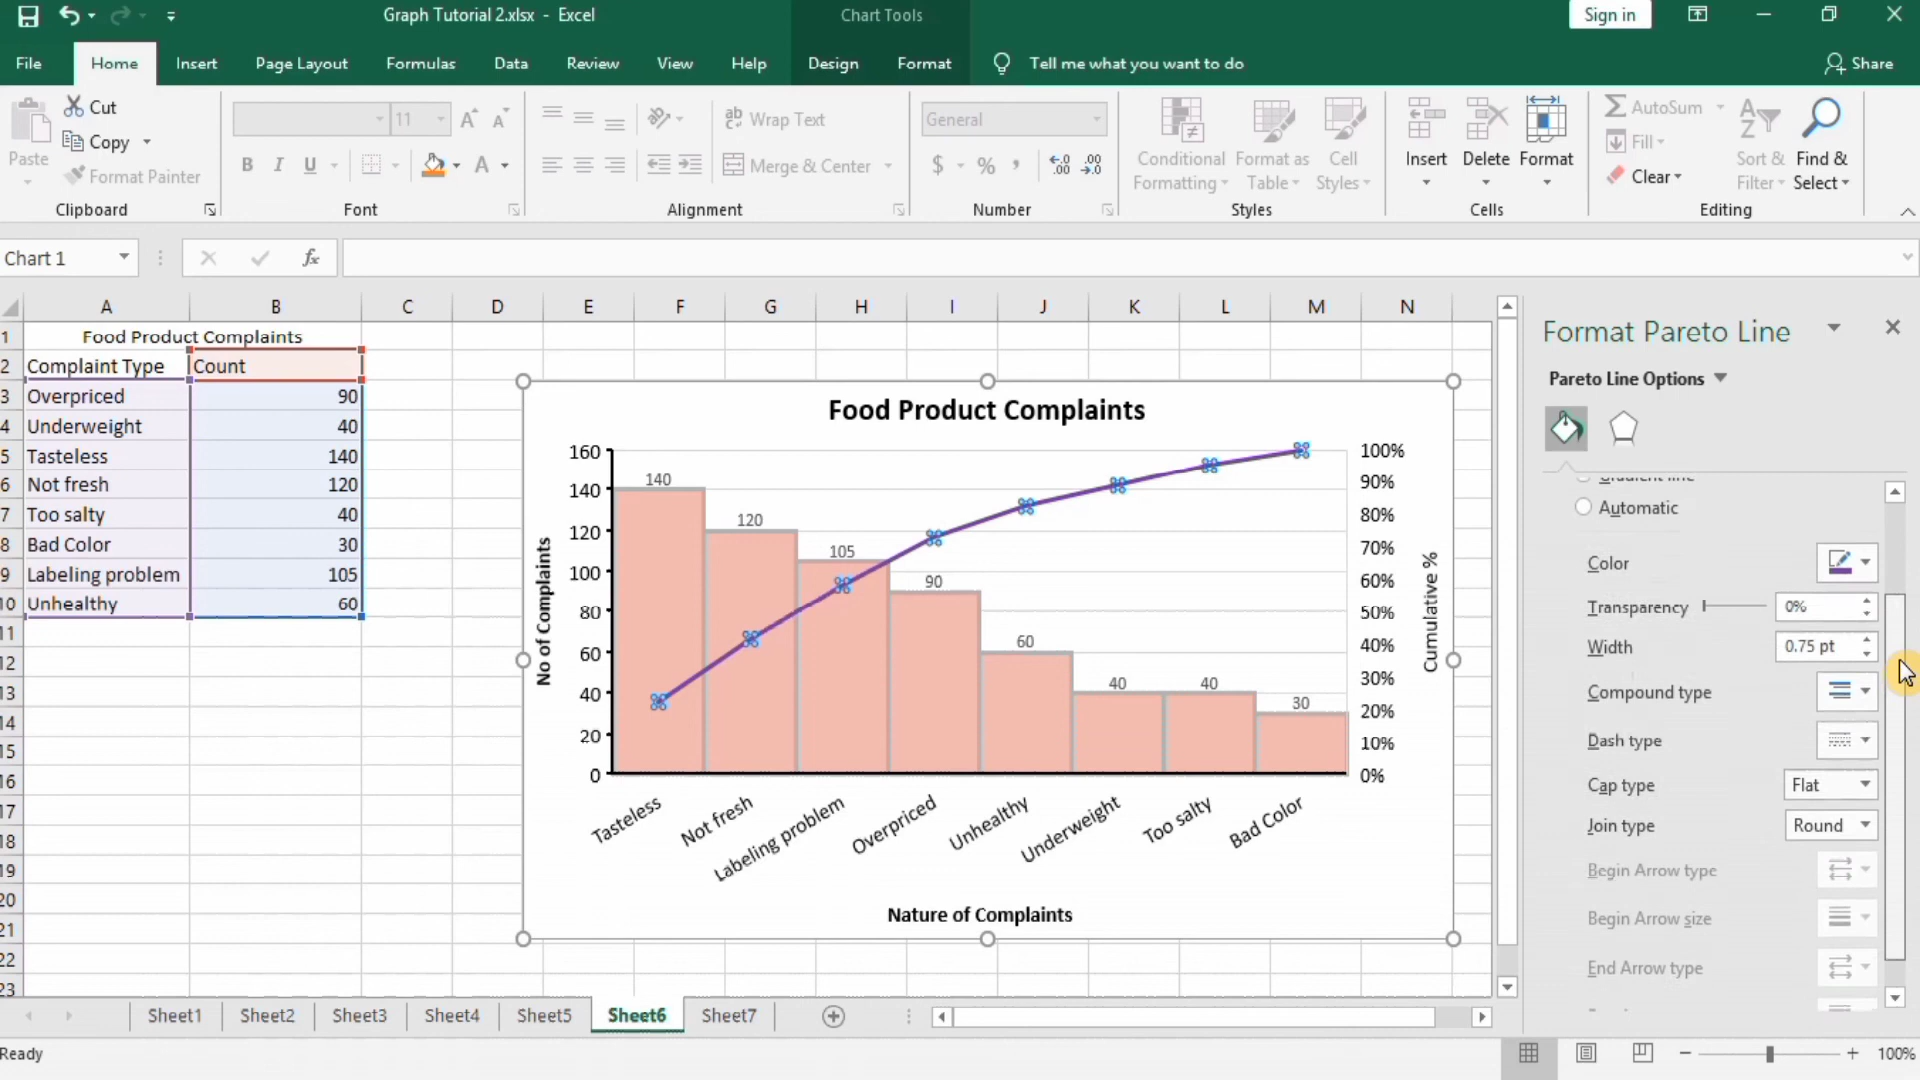 Graph Tutorial 2.xlsx - Excel
Chart Tools
Sign in
File Home Insert Page Layout Formulas Data Review View Help Design Format Tell me what you want to do Share
Paste
Cut
Copy
Format Painter
Clipboard
11
B I U A
Font
ab Wrap Text
Merge & Center
Alignment
General
$ % ,
Number
Conditional Formatting
Format as Table
Cell Styles
Styles
Insert
Delete
Format
Cells
AutoSum
Fill
Clear
Sort & Filter
Find & Select
Editing
Chart 1
fx
A B C D E F G H I J K L M N
1 Food Product Complaints
2 Complaint Type Count
3 Overpriced 90
4 Underweight 40
5 Tasteless 140
6 Not fresh 120
7 Too salty 40
8 Bad Color 30
9 Labeling problem 105
10 Unhealthy 60
11
12
13
14
15
16
17
18
19
20
21
22
23
Food Product Complaints
No of Complaints
160
140
120
100
80
60
40
20
0
140
120
105
90
60
40
40
30
100%
90%
80%
70%
60%
50%
40%
30%
20%
10%
0%
Cumulative %
Tasteless
Not fresh
Labeling problem
Overpriced
Unhealthy
Underweight
Too salty
Bad Color
Nature of Complaints
Format Pareto Line
Pareto Line Options
Gradient line
Automatic
Color
Transparency 0%
Width 0.75 pt
Compound type
Dash type
Cap type Flat
Join type Round
Begin Arrow type
Begin Arrow size
End Arrow type
Sheet1 Sheet2 Sheet3 Sheet4 Sheet5 Sheet6 Sheet7
Ready
100%